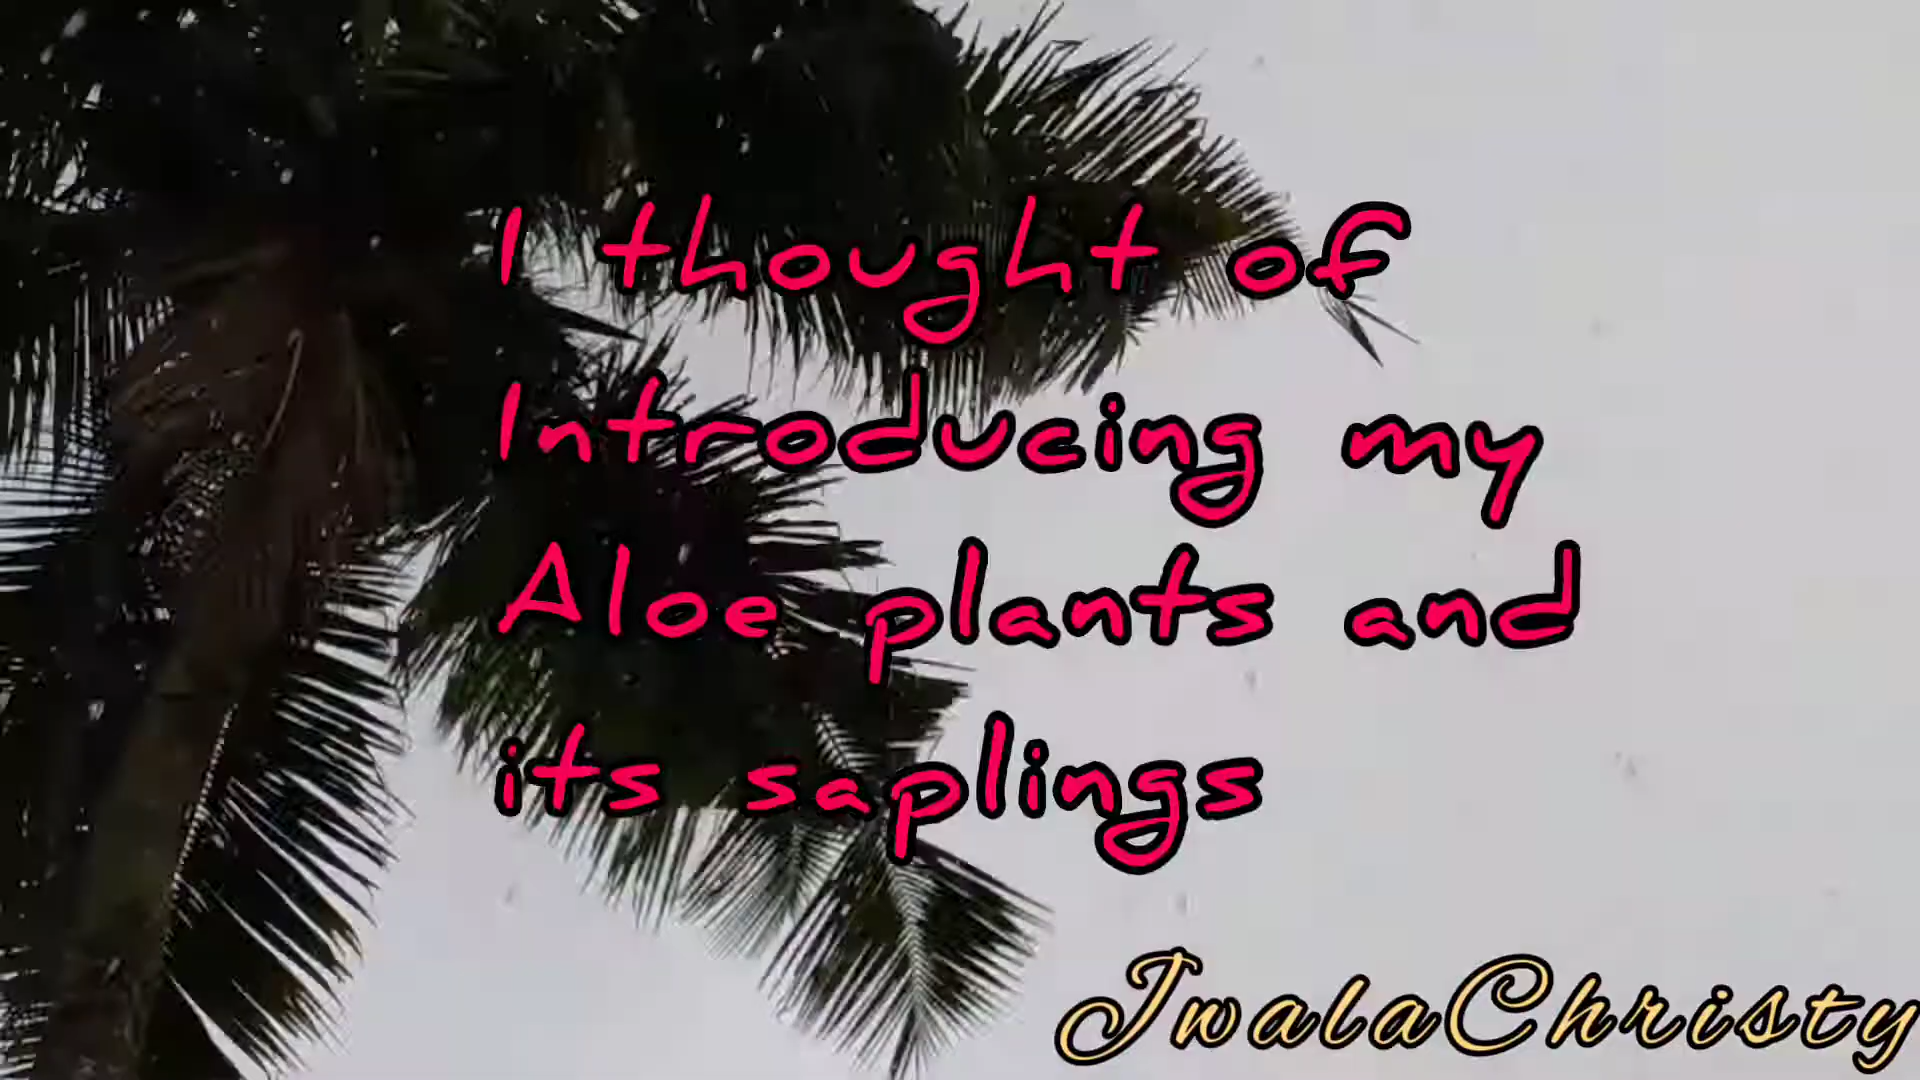 I thought of
Introducing my
Aloe plants and
its saplings
JwalaChristy